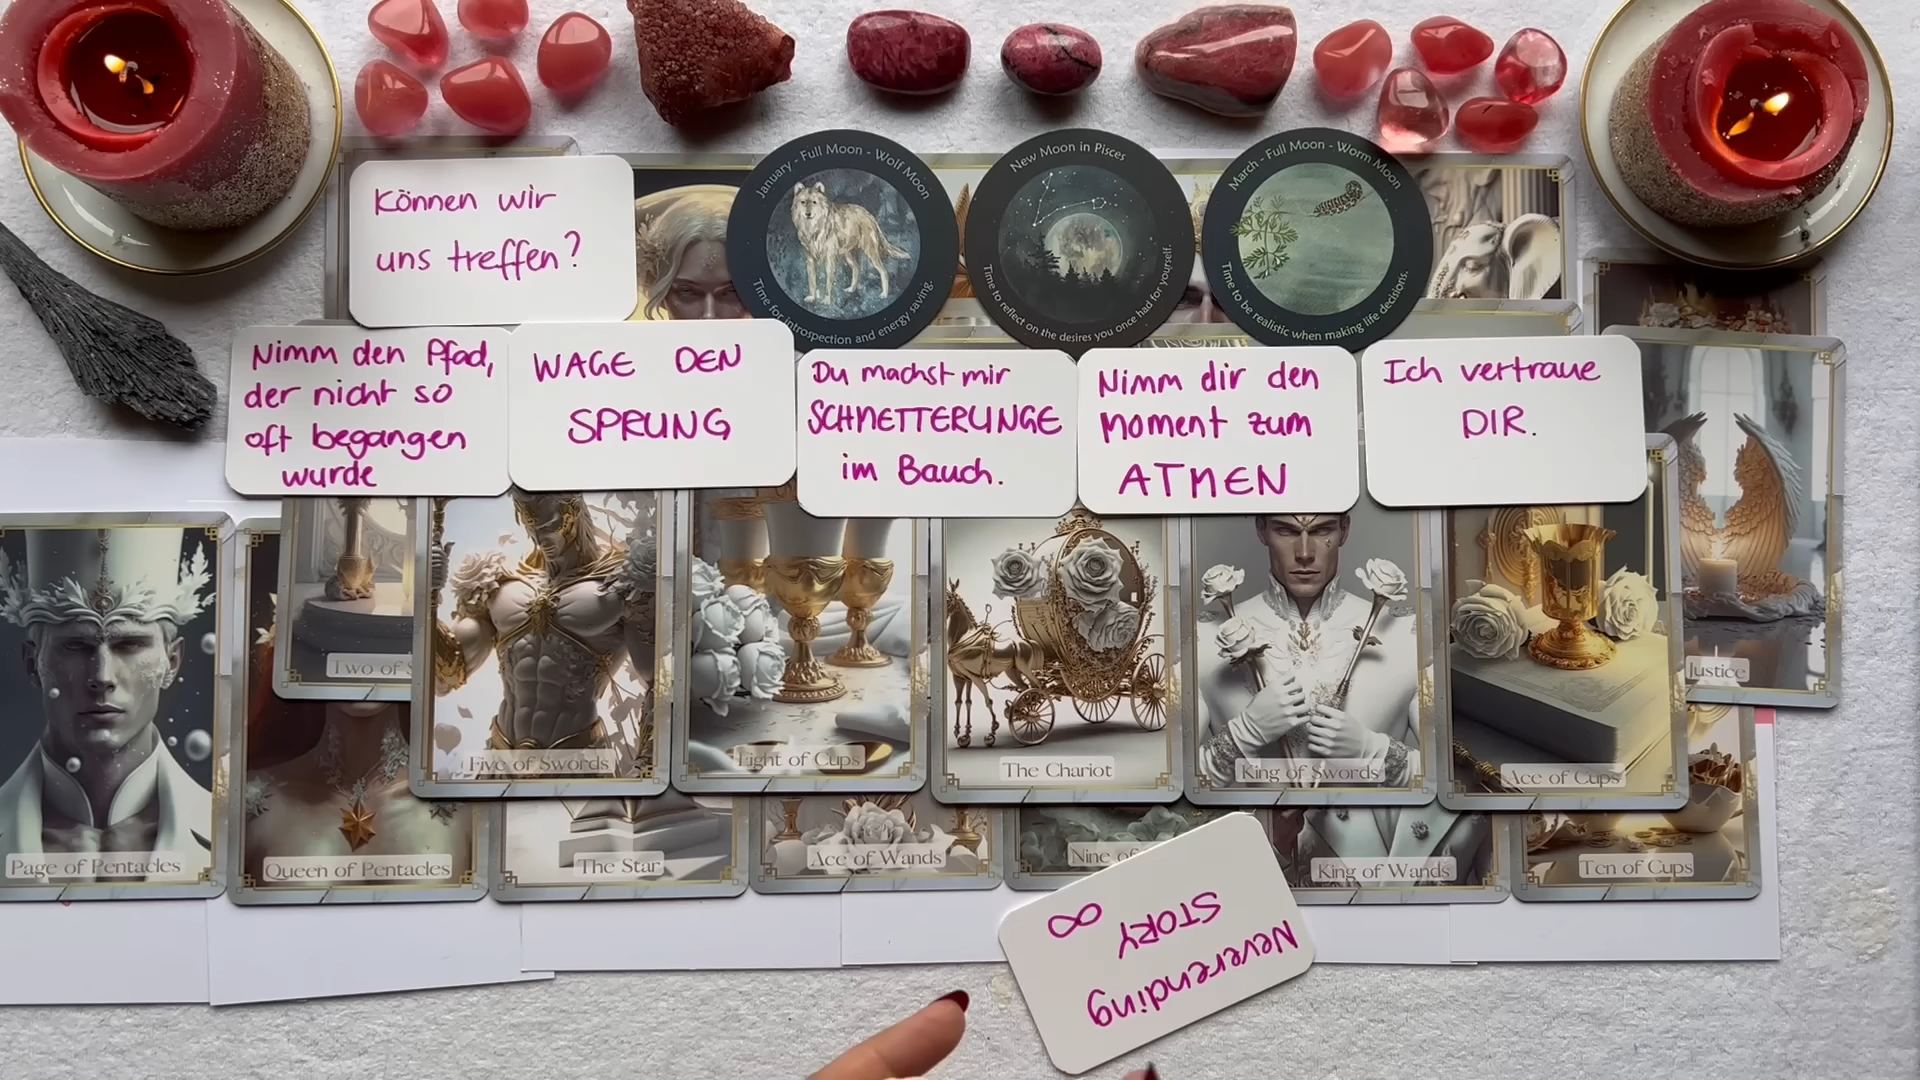 Können wir
uns treffen?
January - Full Moon - Wolf Moon
Time for introspection and energy saving.
New Moon in Pisces
Time to reflect on the desires you once had for yourself.
March - Full Moon - Worm Moon
Time to be realistic when making life decisions.
Nimm den Pfad,
der nicht so
oft begangen
wurde
WAGE DEN
SPRUNG
Du machst mir
SCHMETTERLINGE
im Bauch.
Nimm dir den
Moment zum
ATMEN
Ich vertraue
DIR.
Two of S
Justice
Five of Swords
Eight of Cups
The Chariot
King of Swords
Ace of Cups
Page of Pentacles
Queen of Pentacles
The Star
Ace of Wands
Nine of
King of Wands
Ten of Cups
Neverending
STORY
∞